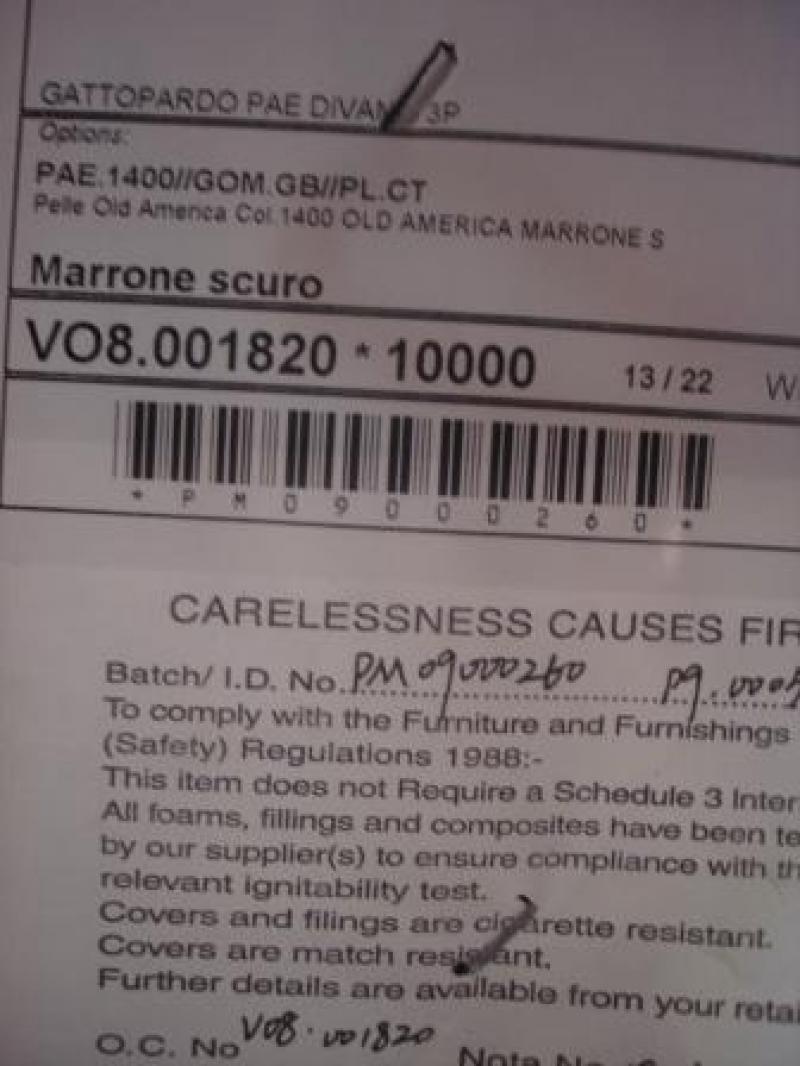 GATTOPARDO PAE DIVAN 3P
Options:
PAE.1400//GOM.GB//PL.CT
Pelle Old America Col.1400 OLD AMERICA MARRONE S
Marrone scuro
VO8.001820 * 10000 13 / 22 W
* P M 0 9 0 0 0 2 6 0 *
CARELESSNESS CAUSES FIR
Batch/ I.D. No. PM 09000260 P9.000
To comply with the Furniture and Furnishings
(Safety) Regulations 1988:-
This item does not Require a Schedule 3 Inter
All foams, fillings and composites have been te
by our supplier(s) to ensure compliance with th
relevant ignitability test.
Covers and filings are cigarette resistant.
Covers are match resistant.
Further details are available from your retai
O.C. No V08.001820